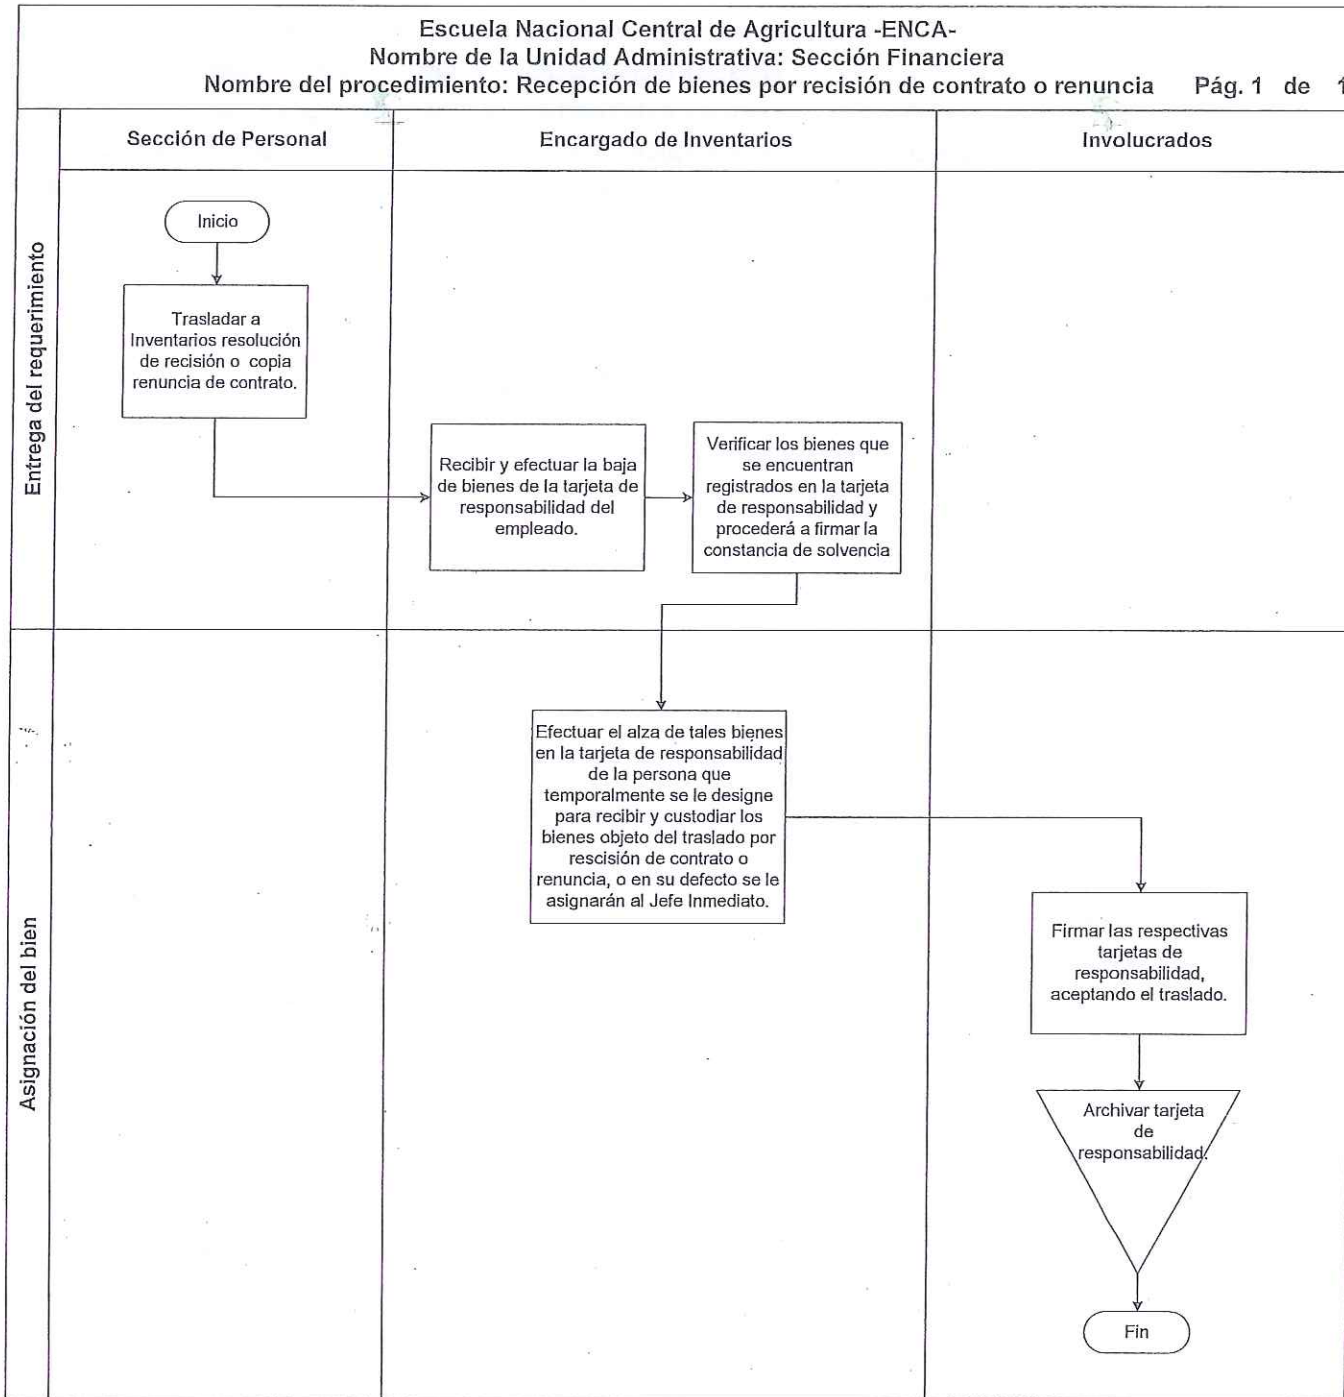 Escuela Nacional Central de Agricultura -ENCA-
Nombre de la Unidad Administrativa: Sección Financiera
Nombre del procedimiento: Recepción de bienes por recisión de contrato o renuncia Pág. 1 de 1
Sección de Personal
Encargado de Inventarios
Involucrados
Entrega del requerimiento
Inicio
Trasladar a
Inventarios resolución
de recisión o copia
renuncia de contrato.
Recibir y efectuar la baja
de bienes de la tarjeta de
responsabilidad del
empleado.
Verificar los bienes que
se encuentran
registrados en la tarjeta
de responsabilidad y
procederá a firmar la
constancia de solvencia
Asignación del bien
Efectuar el alza de tales bienes
en la tarjeta de responsabilidad
de la persona que
temporalmente se le designe
para recibir y custodiar los
bienes objeto del traslado por
rescisión de contrato o
renuncia, o en su defecto se le
asignarán al Jefe Inmediato.
Firmar las respectivas
tarjetas de
responsabilidad,
aceptando el traslado.
Archivar tarjeta
de
responsabilidad.
Fin